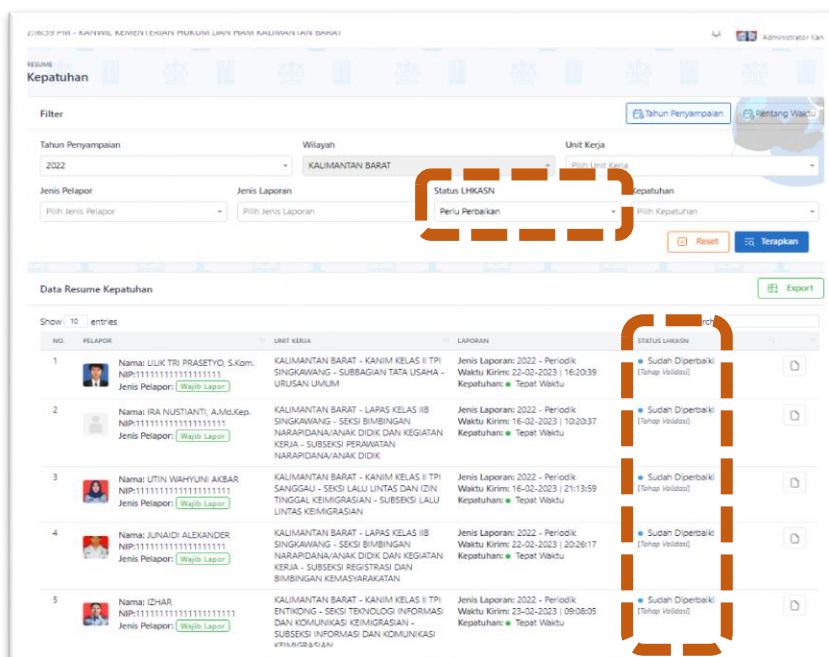 2:16:59 PM - KANWIL KEMENTERIAN HUKUM DAN HAM KALIMANTAN BARAT
Administrator Kan
RESUME
Kepatuhan
Filter
Tahun Penyampaian
Rentang Waktu
Tahun Penyampaian
Wilayah
Unit Kerja
2022
KALIMANTAN BARAT
Pilih Unit Kerja
Jenis Pelapor
Jenis Laporan
Status LHKASN
Kepatuhan
Pilih Jenis Pelapor
Pilih Jenis Laporan
Perlu Perbaikan
Pilih Kepatuhan
Reset
Terapkan
Data Resume Kepatuhan
Export
Show 10 entries
NO.
PELAPOR
UNIT KERJA
LAPORAN
STATUS LHKASN
1
Nama: LILIK TRI PRASETYO, S.Kom.
NIP:111111111111111111
Jenis Pelapor: Wajib Lapor
KALIMANTAN BARAT - KANIM KELAS II TPI
SINGKAWANG - SUBBAGIAN TATA USAHA -
URUSAN UMUM
Jenis Laporan: 2022 - Periodik
Waktu Kirim: 22-02-2023 | 16:20:39
Kepatuhan: Tepat Waktu
Sudah Diperbaiki
[Tahap Validasi]
2
Nama: IRA NUSTIANTI, A.Md.Kep.
NIP:111111111111111111
Jenis Pelapor: Wajib Lapor
KALIMANTAN BARAT - LAPAS KELAS IIB
SINGKAWANG - SEKSI BIMBINGAN
NARAPIDANA/ANAK DIDIK DAN KEGIATAN
KERJA - SUBSEKSI PERAWATAN
NARAPIDANA/ANAK DIDIK
Jenis Laporan: 2022 - Periodik
Waktu Kirim: 16-02-2023 | 10:20:37
Kepatuhan: Tepat Waktu
Sudah Diperbaiki
[Tahap Validasi]
3
Nama: UTIN WAHYUNI AKBAR
NIP:111111111111111111
Jenis Pelapor: Wajib Lapor
KALIMANTAN BARAT - KANIM KELAS II TPI
SANGGAU - SEKSI LALU LINTAS DAN IZIN
TINGGAL KEIMIGRASIAN - SUBSEKSI LALU
LINTAS KEIMIGRASIAN
Jenis Laporan: 2022 - Periodik
Waktu Kirim: 16-02-2023 | 21:13:59
Kepatuhan: Tepat Waktu
Sudah Diperbaiki
[Tahap Validasi]
4
Nama: JUNAIDI ALEXANDER
NIP:111111111111111111
Jenis Pelapor: Wajib Lapor
KALIMANTAN BARAT - LAPAS KELAS IIB
SINGKAWANG - SEKSI BIMBINGAN
NARAPIDANA/ANAK DIDIK DAN KEGIATAN
KERJA - SUBSEKSI REGISTRASI DAN
BIMBINGAN KEMASYARAKATAN
Jenis Laporan: 2022 - Periodik
Waktu Kirim: 22-02-2023 | 20:26:17
Kepatuhan: Tepat Waktu
Sudah Diperbaiki
[Tahap Validasi]
5
Nama: IZHAR
NIP:1111111111111111111
Jenis Pelapor: Wajib Lapor
KALIMANTAN BARAT - KANIM KELAS II TPI
ENTIKONG - SEKSI TEKNOLOGI INFORMASI
DAN KOMUNIKASI KEIMIGRASIAN -
SUBSEKSI INFORMASI DAN KOMUNIKASI
KEIMIGRASIAN
Jenis Laporan: 2022 - Periodik
Waktu Kirim: 23-02-2023 | 09:08:05
Kepatuhan: Tepat Waktu
Sudah Diperbaiki
[Tahap Validasi]